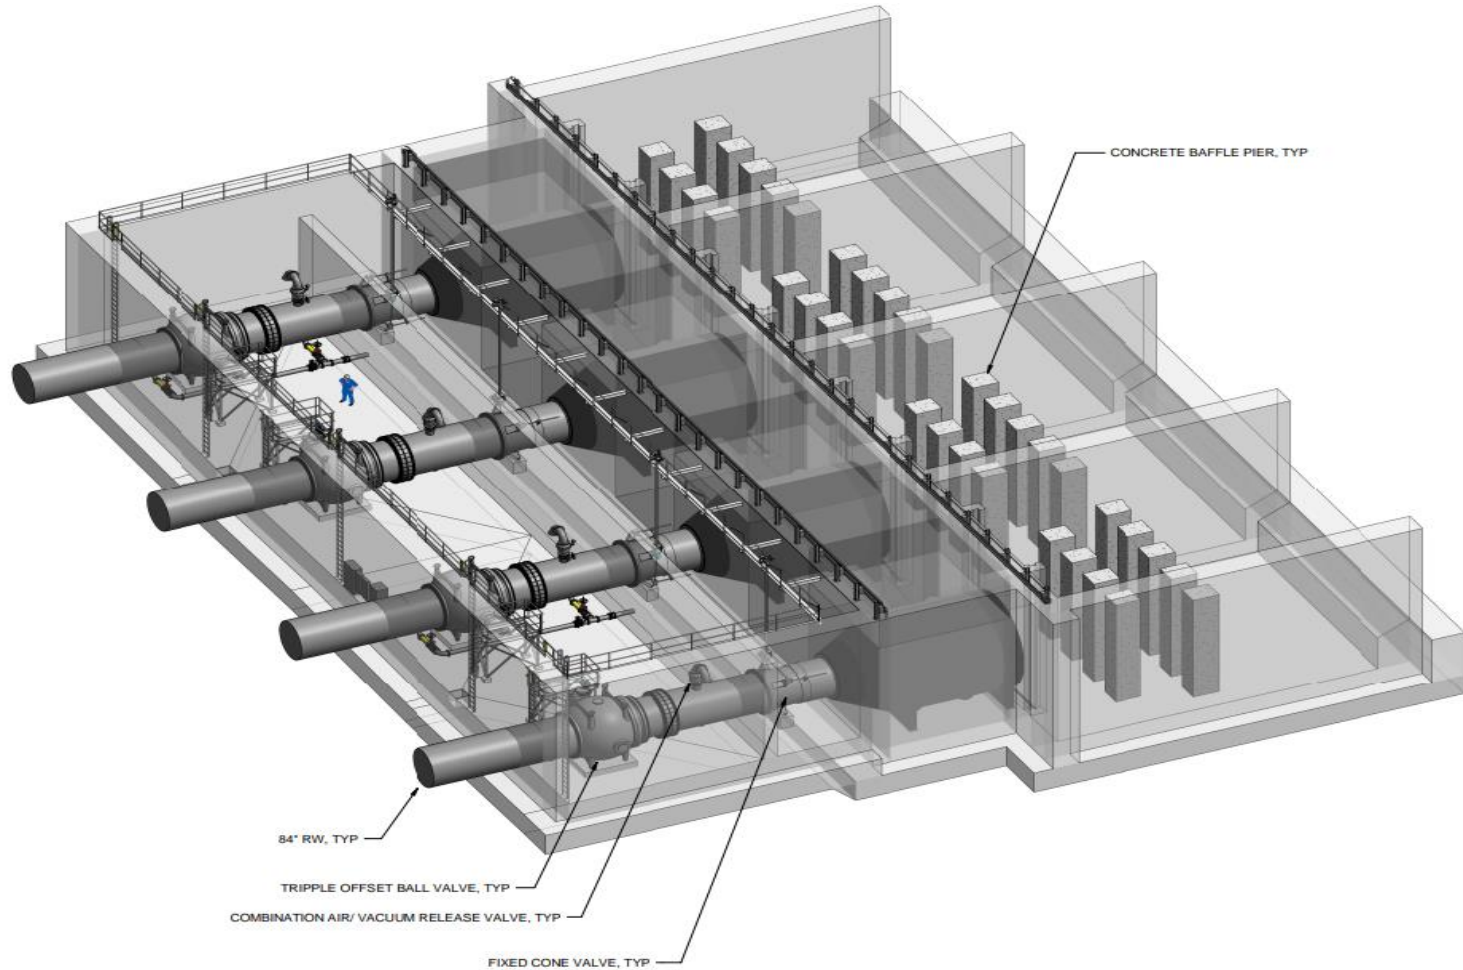 CONCRETE BAFFLE PIER, TYP
84" RW, TYP
TRIPPLE OFFSET BALL VALVE, TYP
COMBINATION AIR/ VACUUM RELEASE VALVE, TYP
FIXED CONE VALVE, TYP